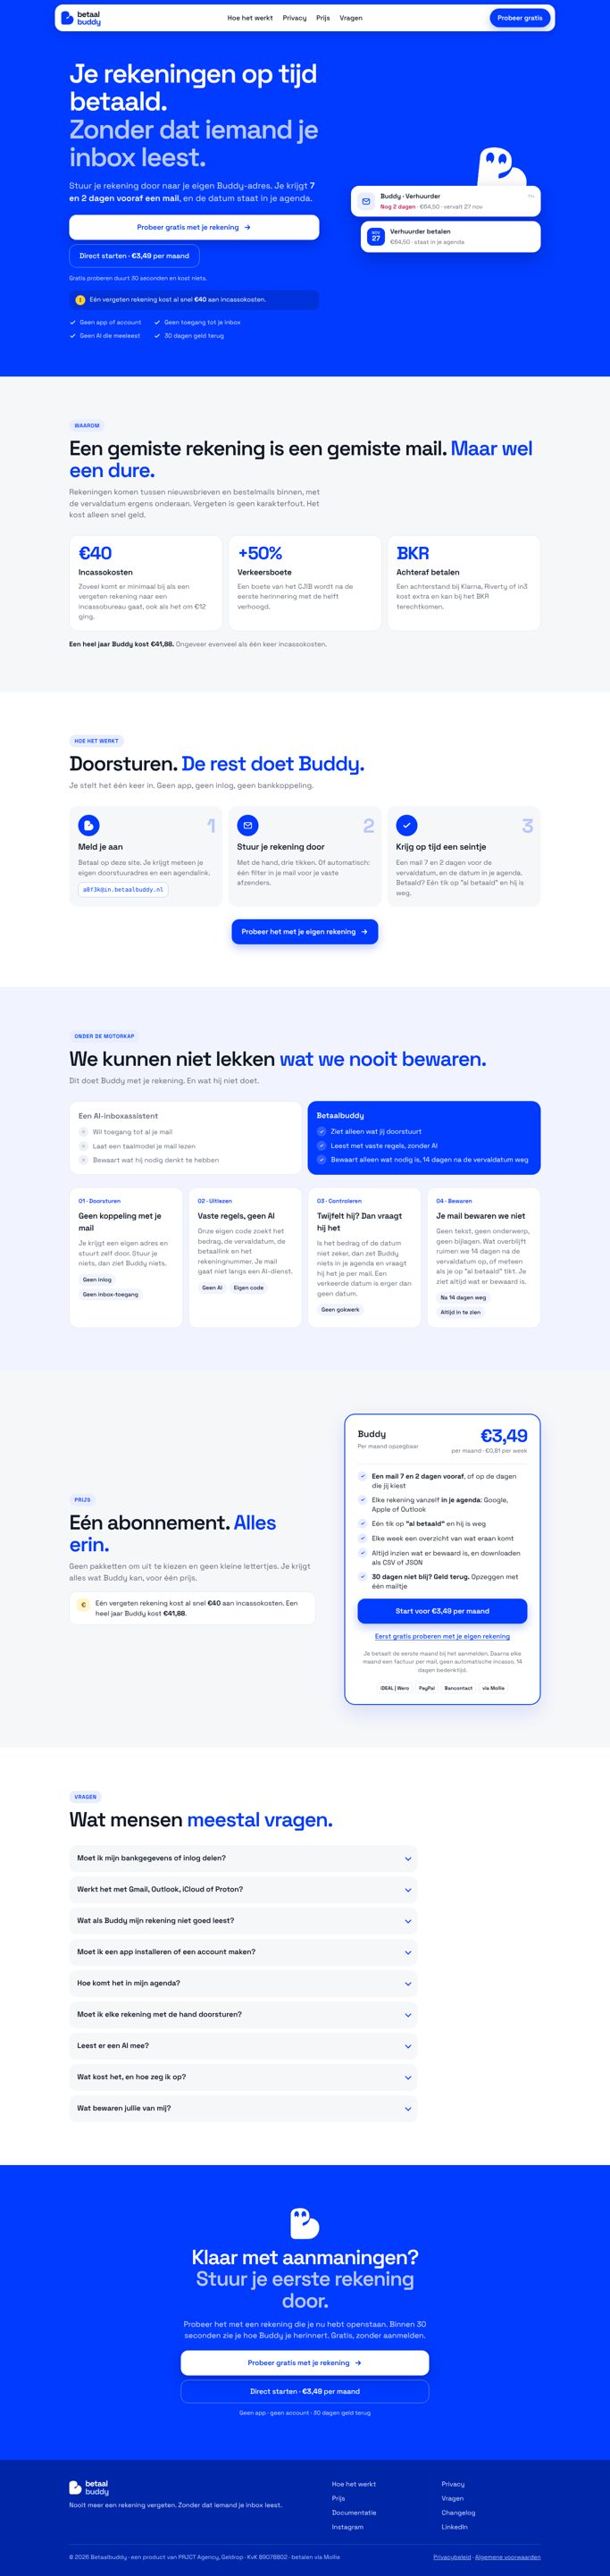 betaal
buddy
Hoe het werkt
Privacy
Prijs
Vragen
Probeer gratis
Je rekeningen op tijd
betaald.
Zonder dat iemand je
inbox leest.
Stuur je rekening door naar je eigen Buddy-adres. Je krijgt 7
en 2 dagen vooraf een mail, en de datum staat in je agenda.
Probeer gratis met je rekening →
Direct starten · €3,49 per maand
Gratis proberen duurt 30 seconden en kost niets.
! Eén vergeten rekening kost al snel €40 aan incassokosten.
Geen app of account
Geen toegang tot je inbox
Geen AI die meeleest
30 dagen geld terug
Buddy · Verhuurder
Nog 2 dagen · €64,50 · vervalt 27 nov
NOV
27
Verhuurder betalen
€64,50 · staat in je agenda
WAAROM
Een gemiste rekening is een gemiste mail. Maar wel
een dure.
Rekeningen komen tussen nieuwsbrieven en bestelmails binnen, met
de vervaldatum ergens onderaan. Vergeten is geen karakterfout. Het
kost alleen snel geld.
€40
Incassokosten
Zoveel komt er minimaal bij als een
vergeten rekening naar een
incassobureau gaat, ook als het om €12
ging.
+50%
Verkeersboete
Een boete van het CJIB wordt na de
eerste herinnering met de helft
verhoogd.
BKR
Achteraf betalen
Een achterstand bij Klarna, Riverty of in3
kost extra en kan bij het BKR
terechtkomen.
Een heel jaar Buddy kost €41,88. Ongeveer evenveel als één keer incassokosten.
HOE HET WERKT
Doorsturen. De rest doet Buddy.
Je stelt het één keer in. Geen app, geen inlog, geen bankkoppeling.
1
Meld je aan
Betaal op deze site. Je krijgt meteen je
eigen doorstuuradres en een agendalink.
a8f3k@in.betaalbuddy.nl
2
Stuur je rekening door
Met de hand, drie tikken. Of automatisch:
één filter in je mail voor je vaste
afzenders.
3
Krijg op tijd een seintje
Een mail 7 en 2 dagen voor de
vervaldatum, en de datum in je agenda.
Betaald? Eén tik op "al betaald" en hij is
weg.
Probeer het met je eigen rekening →
ONDER DE MOTORKAP
We kunnen niet lekken wat we nooit bewaren.
Dit doet Buddy met je rekening. En wat hij niet doet.
Een AI-inboxassistent
Wil toegang tot al je mail
Laat een taalmodel je mail lezen
Bewaart wat hij nodig denkt te hebben
Betaalbuddy
Ziet alleen wat jij doorstuurt
Leest met vaste regels, zonder AI
Bewaart alleen wat nodig is, 14 dagen na de vervaldatum weg
01 · Doorsturen
Geen koppeling met je
mail
Je krijgt een eigen adres en
stuurt zelf door. Stuur je
niets, dan ziet Buddy niets.
Geen inlog
Geen inbox-toegang
02 · Uitlezen
Vaste regels, geen AI
Onze eigen code zoekt het
bedrag, de vervaldatum, de
betaallink en het
rekeningnummer. Je mail
gaat niet langs een AI-dienst.
Geen AI
Eigen code
03 · Controleren
Twijfelt hij? Dan vraagt
hij het
Is het bedrag of de datum
niet zeker, dan zet Buddy
niets in je agenda en vraagt
hij het je per mail. Een
verkeerde datum is erger dan
geen datum.
Geen gokwerk
04 · Bewaren
Je mail bewaren we niet
Geen tekst, geen onderwerp,
geen bijlagen. Wat overblijft
ruimen we 14 dagen na de
vervaldatum op, of meteen
als je op "al betaald" tikt. Je
ziet altijd wat er bewaard is.
Na 14 dagen weg
Altijd in te zien
PRIJS
Eén abonnement. Alles
erin.
Geen pakketten om uit te kiezen en geen kleine lettertjes. Je krijgt
alles wat Buddy kan, voor één prijs.
€ Eén vergeten rekening kost al snel €40 aan incassokosten. Een
heel jaar Buddy kost €41,88.
Buddy
Per maand opzegbaar
€3,49
per maand · €0,81 per week
Een mail 7 en 2 dagen vooraf, of op de dagen
die jij kiest
Elke rekening vanzelf in je agenda: Google,
Apple of Outlook
Eén tik op "al betaald" en hij is weg
Elke week een overzicht van wat eraan komt
Altijd inzien wat er bewaard is, en downloaden
als CSV of JSON
30 dagen niet blij? Geld terug. Opzeggen met
één mailtje
Start voor €3,49 per maand
Eerst gratis proberen met je eigen rekening
Je betaalt de eerste maand bij het aanmelden. Daarna elke
maand een factuur per mail, geen automatische incasso. 14
dagen bedenktijd.
iDEAL | Wero
PayPal
Bancontact
via Mollie
VRAGEN
Wat mensen meestal vragen.
Moet ik mijn bankgegevens of inlog delen?
Werkt het met Gmail, Outlook, iCloud of Proton?
Wat als Buddy mijn rekening niet goed leest?
Moet ik een app installeren of een account maken?
Hoe komt het in mijn agenda?
Moet ik elke rekening met de hand doorsturen?
Leest er een AI mee?
Wat kost het, en hoe zeg ik op?
Wat bewaren jullie van mij?
Klaar met aanmaningen?
Stuur je eerste rekening
door.
Probeer het met een rekening die je nu hebt openstaan. Binnen 30
seconden zie je hoe Buddy je herinnert. Gratis, zonder aanmelden.
Probeer gratis met je rekening →
Direct starten · €3,49 per maand
Geen app · geen account · 30 dagen geld terug
betaal
buddy
Nooit meer een rekening vergeten. Zonder dat iemand je inbox leest.
Hoe het werkt
Privacy
Prijs
Vragen
Documentatie
Changelog
Instagram
LinkedIn
© 2026 Betaalbuddy · een product van PRJCT Agency, Geldrop · KvK 89078802 · betalen via Mollie
Privacybeleid · Algemene voorwaarden